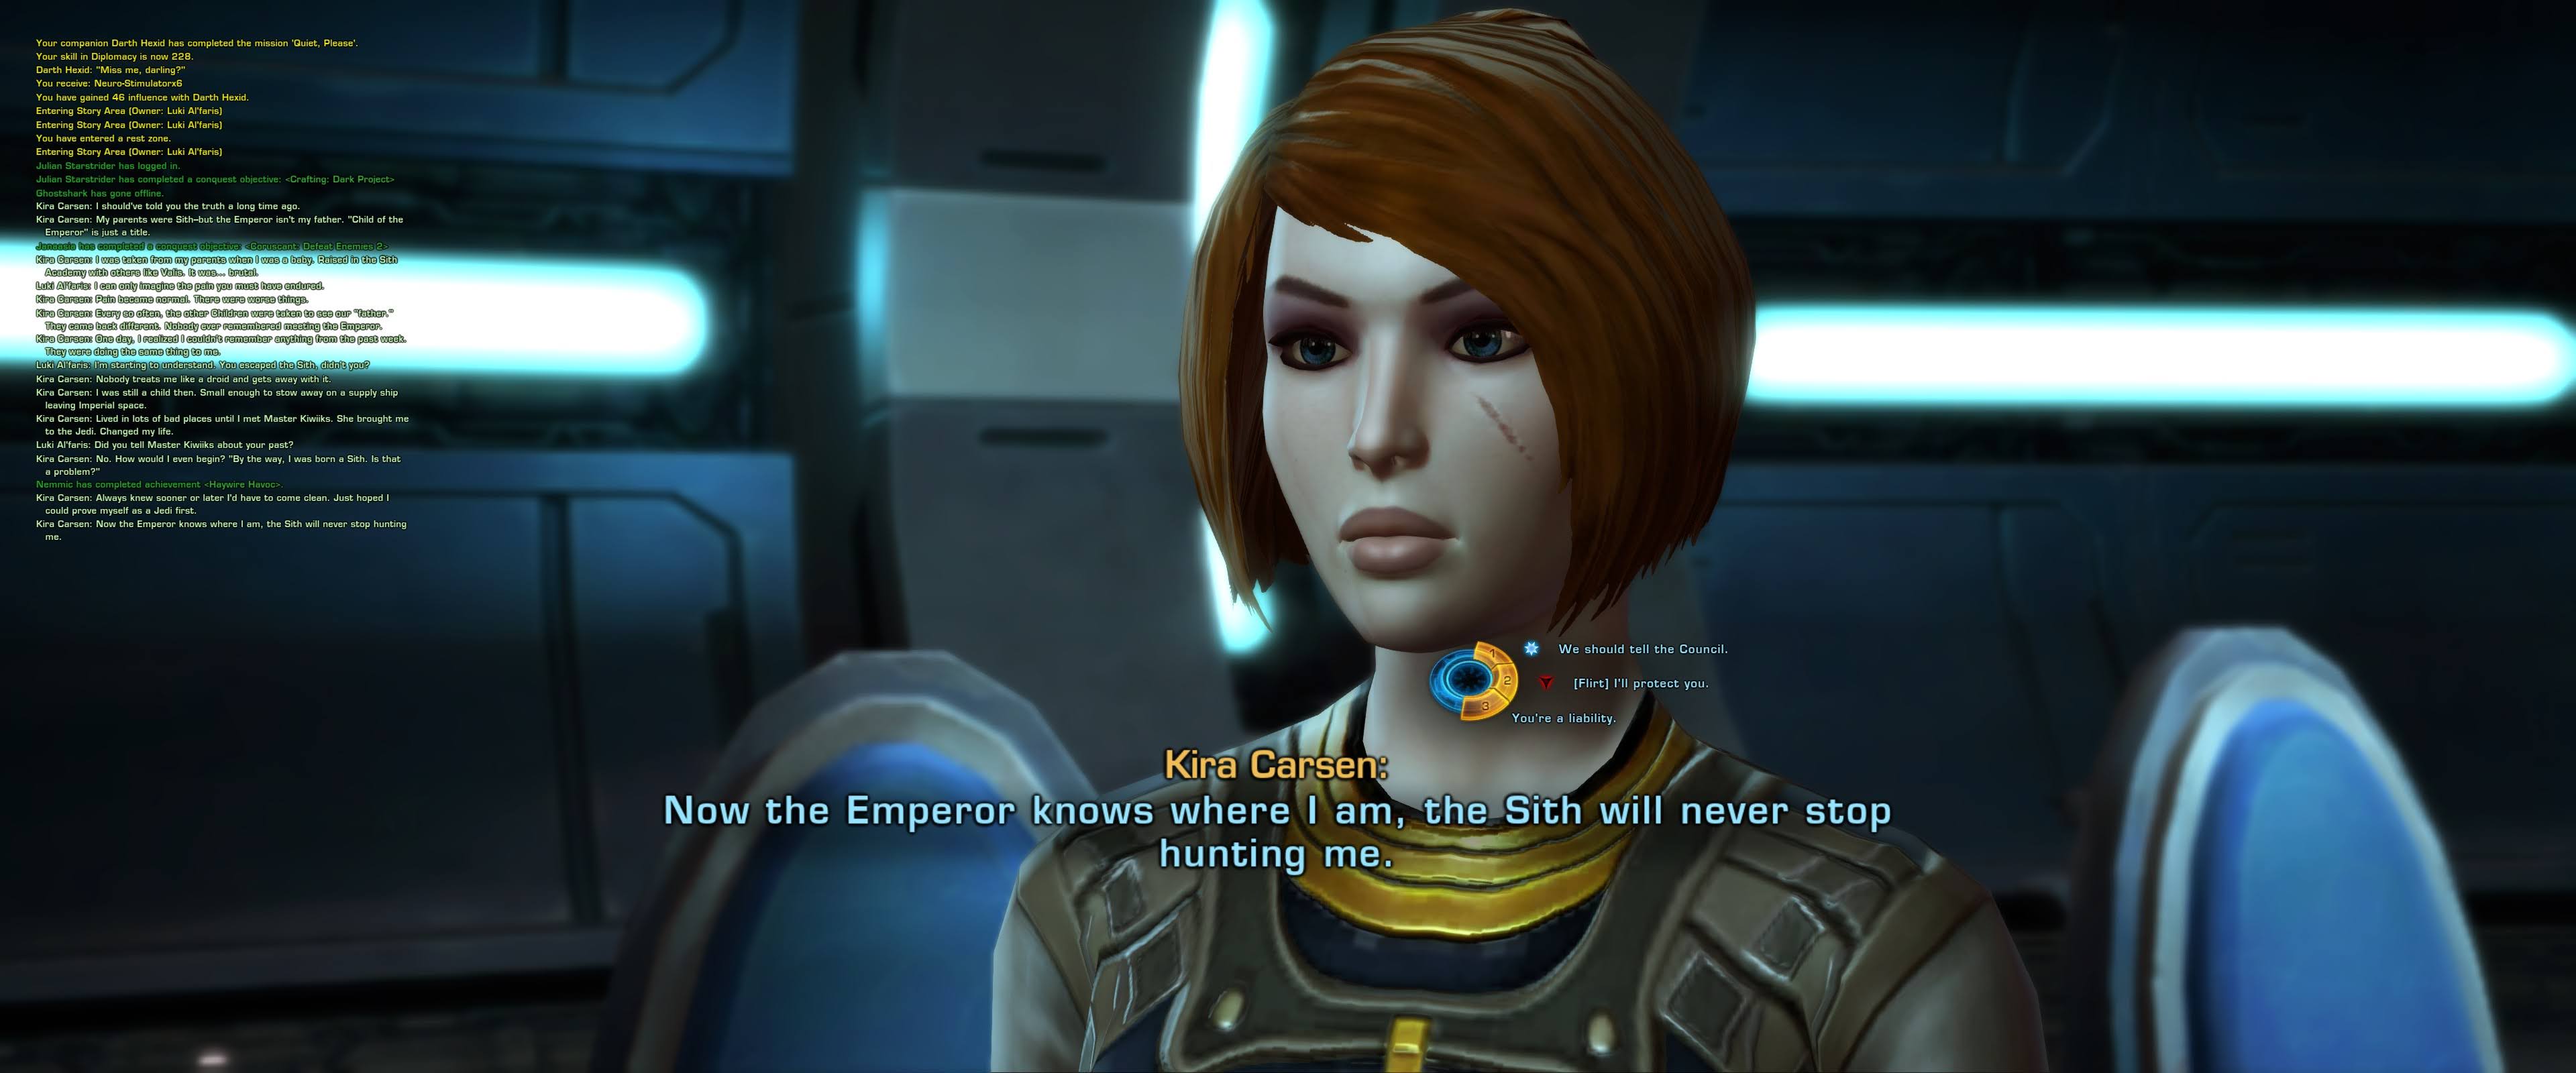 Your companion Darth Hexid has completed the mission 'Quiet, Please'.
Your skill in Diplomacy is now 228.
Darth Hexid: "Miss me, darling?"
You receive: Neuro-Stimulatorx6
You have gained 46 influence with Darth Hexid.
Entering Story Area (Owner: Luki Al'faris)
Entering Story Area (Owner: Luki Al'faris)
You have entered a rest zone.
Entering Story Area (Owner: Luki Al'faris)
Julian Starstrider has logged in.
Julian Starstrider has completed a conquest objective: <Crafting: Dark Project>
Ghostshark has gone offline.
Kira Carsen: I should've told you the truth a long time ago.
Kira Carsen: My parents were Sith—but the Emperor isn't my father. "Child of the
Emperor" is just a title.
has completed a conquest objective: <Coruscant: Defeat Enemies 2>
Kira Carsen: I was taken from my parents when I was a baby. Raised in the Sith
Academy with others like Valis. It was... brutal.
Luki Al'faris: I can only imagine the pain you must have endured.
Kira Carsen: Pain became normal. There were worse things.
Kira Carsen: Every so often, the other Children were taken to see our "father."
They came back different. Nobody ever remembered meeting the Emperor.
Kira Carsen: One day, I realized I couldn't remember anything from the past week.
They were doing the same thing to me.
Luki Al'faris: I'm starting to understand. You escaped the Sith, didn't you?
Kira Carsen: Nobody treats me like a droid and gets away with it.
Kira Carsen: I was still a child then. Small enough to stow away on a supply ship
leaving Imperial space.
Kira Carsen: Lived in lots of bad places until I met Master Kiwiiks. She brought me
to the Jedi. Changed my life.
Luki Al'faris: Did you tell Master Kiwiiks about your past?
Kira Carsen: No. How would I even begin? "By the way, I was born a Sith. Is that
a problem?"
Nemmic has completed achievement <Haywire Havoc>.
Kira Carsen: Always knew sooner or later I'd have to come clean. Just hoped I
could prove myself as a Jedi first.
Kira Carsen: Now the Emperor knows where I am, the Sith will never stop hunting
me.
1 We should tell the Council.
2 [Flirt] I'll protect you.
3 You're a liability.
Kira Carsen:
Now the Emperor knows where I am, the Sith will never stop
hunting me.